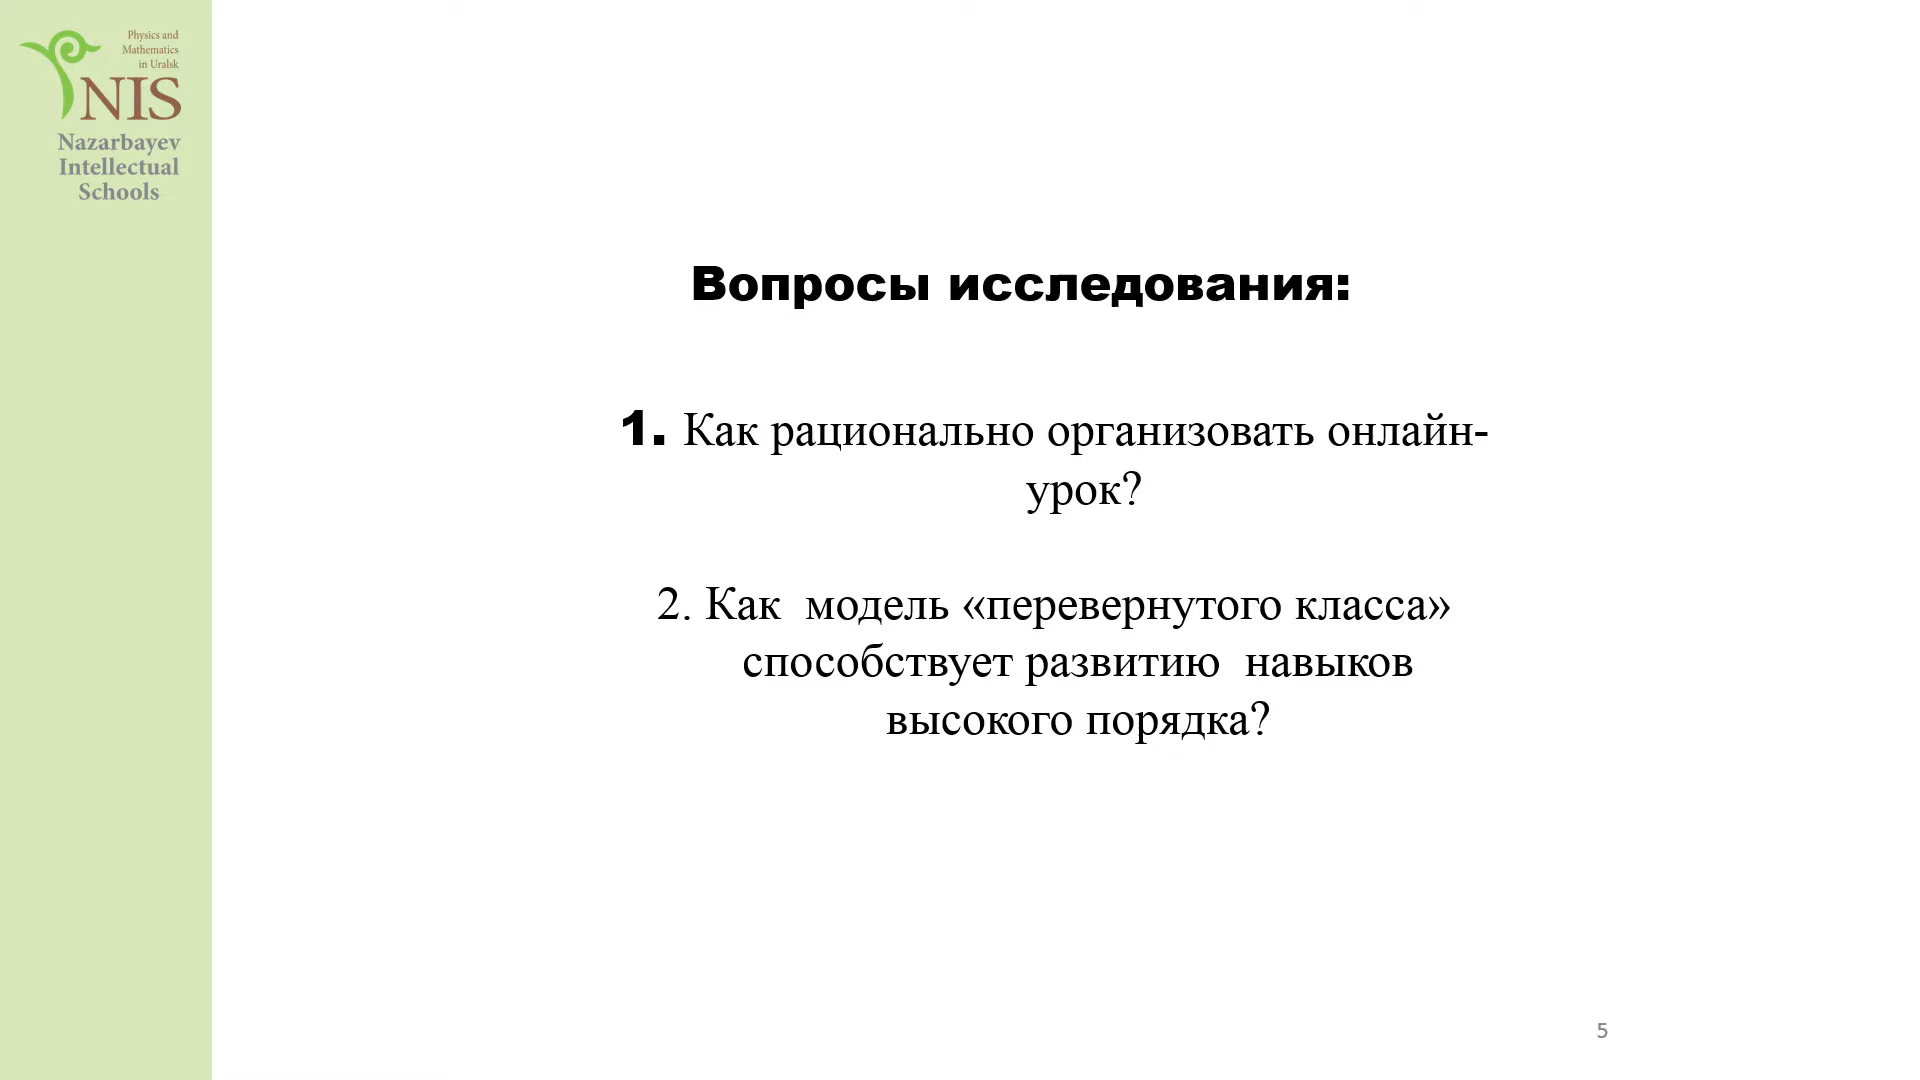 Physics and
Mathematics
in Uralsk
NIS
Nazarbayev
Intellectual
Schools
Вопросы исследования:
1. Как рационально организовать онлайн-
урок?
2. Как  модель «перевернутого класса»
способствует развитию  навыков
высокого порядка?
5